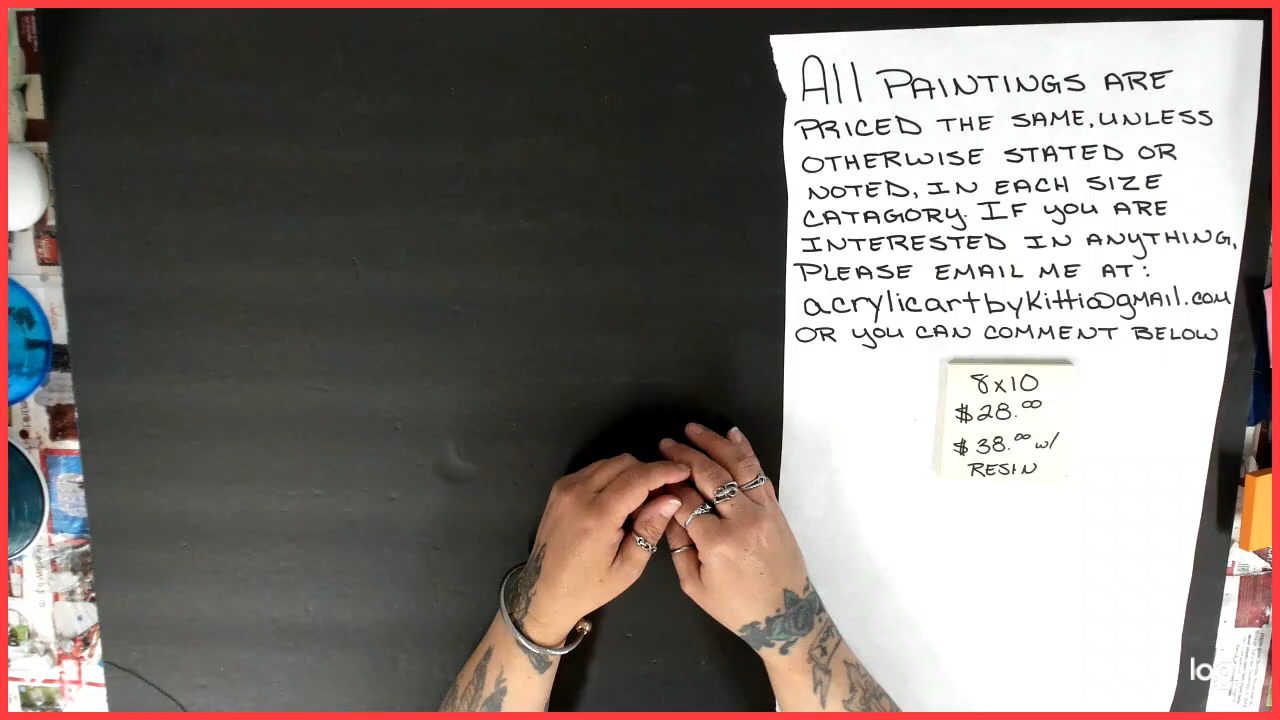 All PAINTINGS ARE
PRICED THE SAME, UNLESS
OTHERWISE STATED OR
NOTED, IN EACH SIZE
CATAGORY. IF YOU ARE
INTERESTED IN ANYTHING,
PLEASE EMAIL ME AT:
acrylicartbykitti@gmail.com
OR YOU CAN COMMENT BELOW
8x10
$28.00
$38.00 w/
RESIN